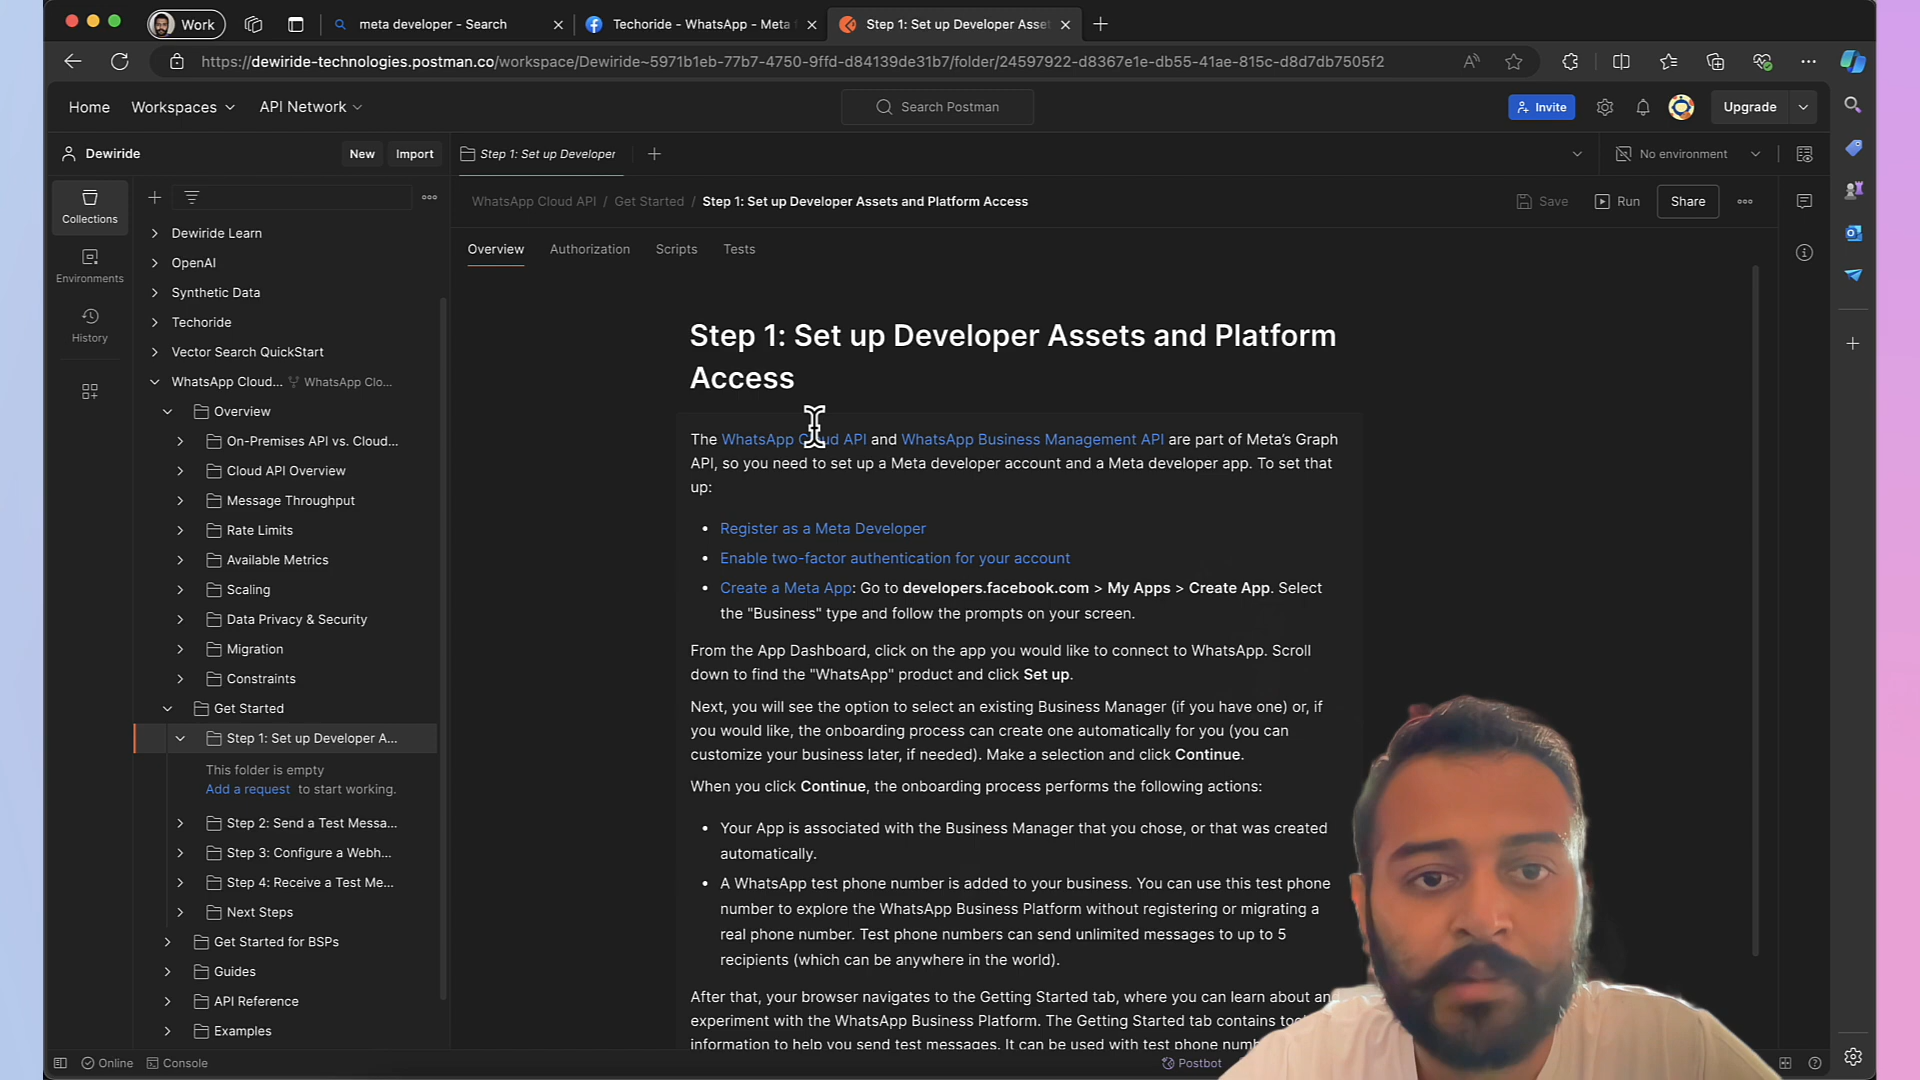 Work
meta developer - Search
Techoride - WhatsApp - Meta
Step 1: Set up Developer Asse
https://dewiride-technologies.postman.co/workspace/Dewiride~5971b1eb-77b7-4750-9ffd-d84139de31b7/folder/24597922-d8367e1e-db55-41ae-815c-d8d7db7505f2
Home Workspaces API Network
Search Postman
Invite
Upgrade
Dewiride
New
Import
Step 1: Set up Developer
No environment
Collections
Environments
History
Dewiride Learn
OpenAI
Synthetic Data
Techoride
Vector Search QuickStart
WhatsApp Cloud... WhatsApp Clo...
Overview
On-Premises API vs. Cloud...
Cloud API Overview
Message Throughput
Rate Limits
Available Metrics
Scaling
Data Privacy & Security
Migration
Constraints
Get Started
Step 1: Set up Developer A...
This folder is empty
Add a request to start working.
Step 2: Send a Test Messa...
Step 3: Configure a Webh...
Step 4: Receive a Test Me...
Next Steps
Get Started for BSPs
Guides
API Reference
Examples
WhatsApp Cloud API / Get Started / Step 1: Set up Developer Assets and Platform Access
Save
Run
Share
Overview Authorization Scripts Tests
Step 1: Set up Developer Assets and Platform
Access
The WhatsApp Cloud API and WhatsApp Business Management API are part of Meta's Graph
API, so you need to set up a Meta developer account and a Meta developer app. To set that
up:
• Register as a Meta Developer
• Enable two-factor authentication for your account
• Create a Meta App: Go to developers.facebook.com > My Apps > Create App. Select
the "Business" type and follow the prompts on your screen.
From the App Dashboard, click on the app you would like to connect to WhatsApp. Scroll
down to find the "WhatsApp" product and click Set up.
Next, you will see the option to select an existing Business Manager (if you have one) or, if
you would like, the onboarding process can create one automatically for you (you can
customize your business later, if needed). Make a selection and click Continue.
When you click Continue, the onboarding process performs the following actions:
• Your App is associated with the Business Manager that you chose, or that was created
automatically.
• A WhatsApp test phone number is added to your business. You can use this test phone
number to explore the WhatsApp Business Platform without registering or migrating a
real phone number. Test phone numbers can send unlimited messages to up to 5
recipients (which can be anywhere in the world).
After that, your browser navigates to the Getting Started tab, where you can learn about an
experiment with the WhatsApp Business Platform. The Getting Started tab contains too
information to help you send test messages. It can be used with test phone numb
Online
Console
Postbot